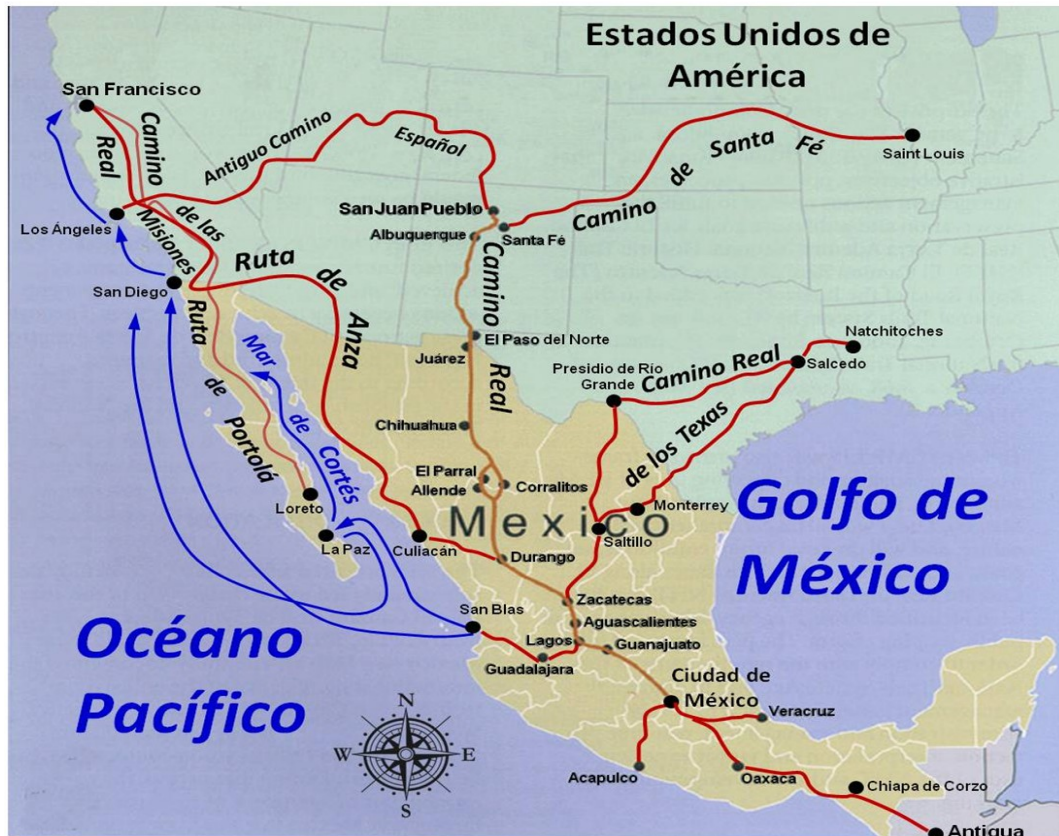 Estados Unidos de
América
San Francisco
Camino
Real
de las
Misiones
Antiguo Camino
Español
Camino
de Santa Fé
Saint Louis
San Juan Pueblo
Santa Fé
Albuquerque
Los Ángeles
San Diego
Ruta de Anza
Ruta
de Portolá
Camino Real
El Paso del Norte
Juárez
Natchitoches
Salcedo
Presidio de Río
Grande
Camino Real
de los Texas
Mar de Cortés
Chihuahua
El Parral
Allende
Corralitos
Loreto
La Paz
Culiacán
Mexico
Monterrey
Saltillo
Durango
Golfo de
México
Zacatecas
San Blas
Aguascalientes
Lagos
Guanajuato
Guadalajara
Océano
Pacífico
Ciudad de
México
Veracruz
N
W
E
S
Acapulco
Oaxaca
Chiapa de Corzo
Antigua